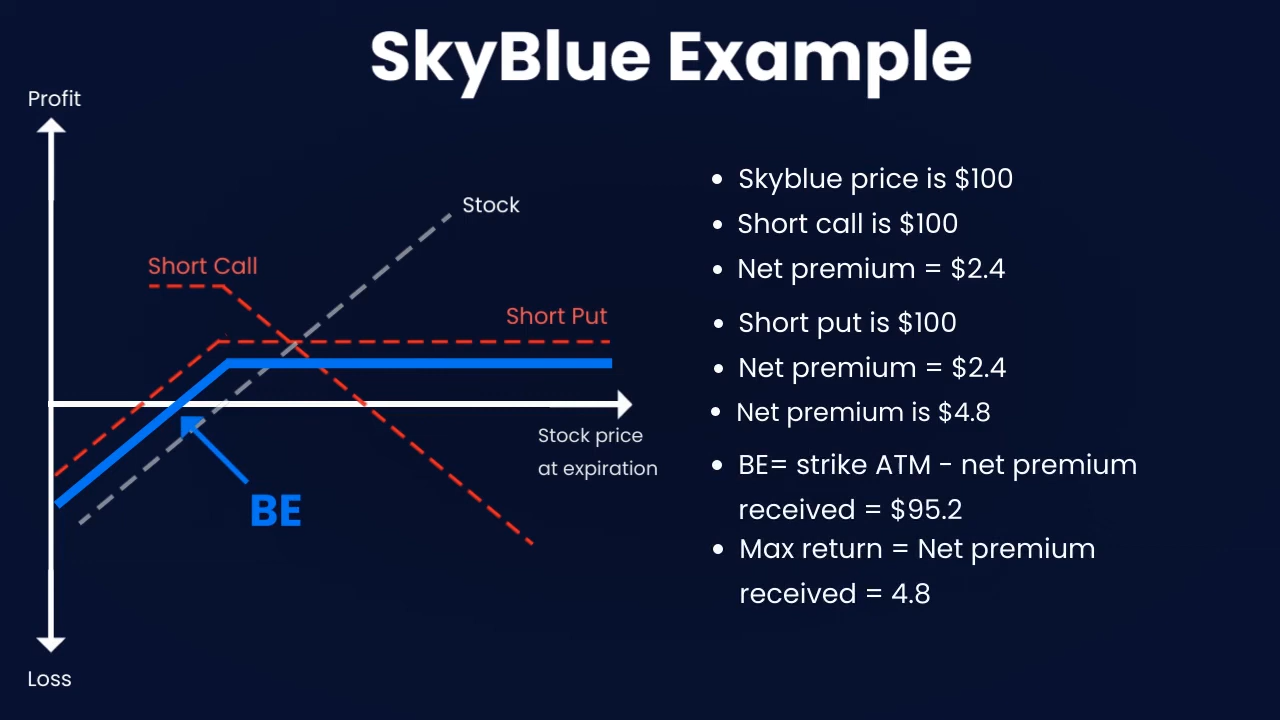 SkyBlue Example
Profit
Stock
Short Call
Short Put
Stock price
at expiration
BE
Loss
• Skyblue price is $100
• Short call is $100
• Net premium = $2.4
• Short put is $100
• Net premium = $2.4
• Net premium is $4.8
• BE= strike ATM - net premium
received = $95.2
• Max return = Net premium
received = 4.8